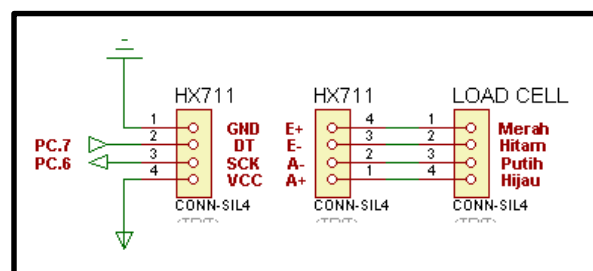 HX711 HX711 LOAD CELL
1 GND E+ 4 1 Merah
PC.7 2 DT E- 3 2 Hitam
PC.6 3 SCK A- 2 3 Putih
4 VCC A+ 1 4 Hijau
CONN-SIL4 CONN-SIL4 CONN-SIL4